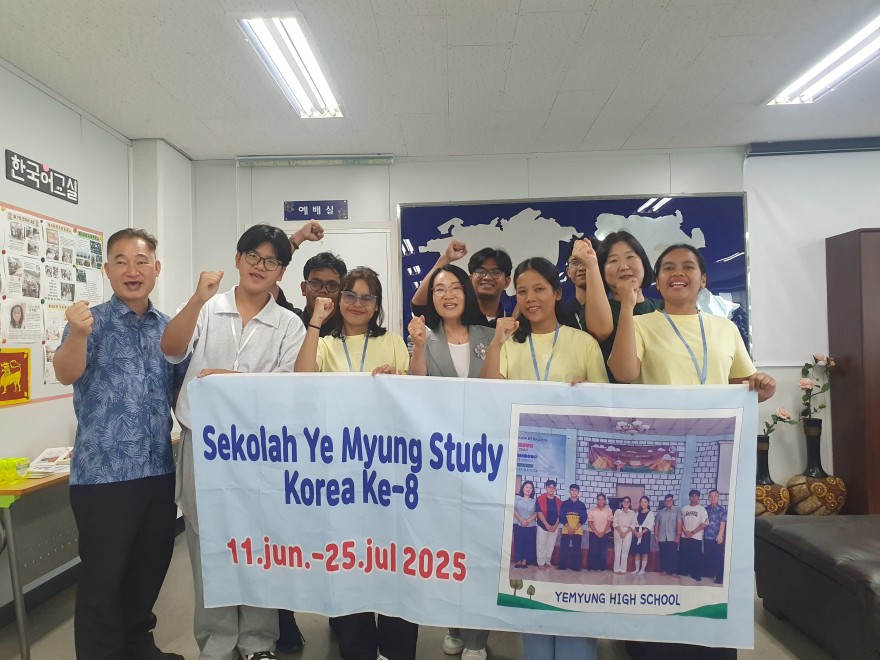 한국어교실
예배실
Sekolah Ye Myung Study
Korea Ke-8
11.jun.-25.jul 2025
YEMYUNG HIGH SCHOOL